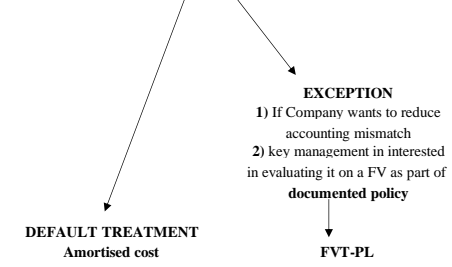 EXCEPTION
1) If Company wants to reduce
accounting mismatch
2) key management in interested
in evaluating it on a FV as part of
documented policy
DEFAULT TREATMENT
Amortised cost
FVT-PL